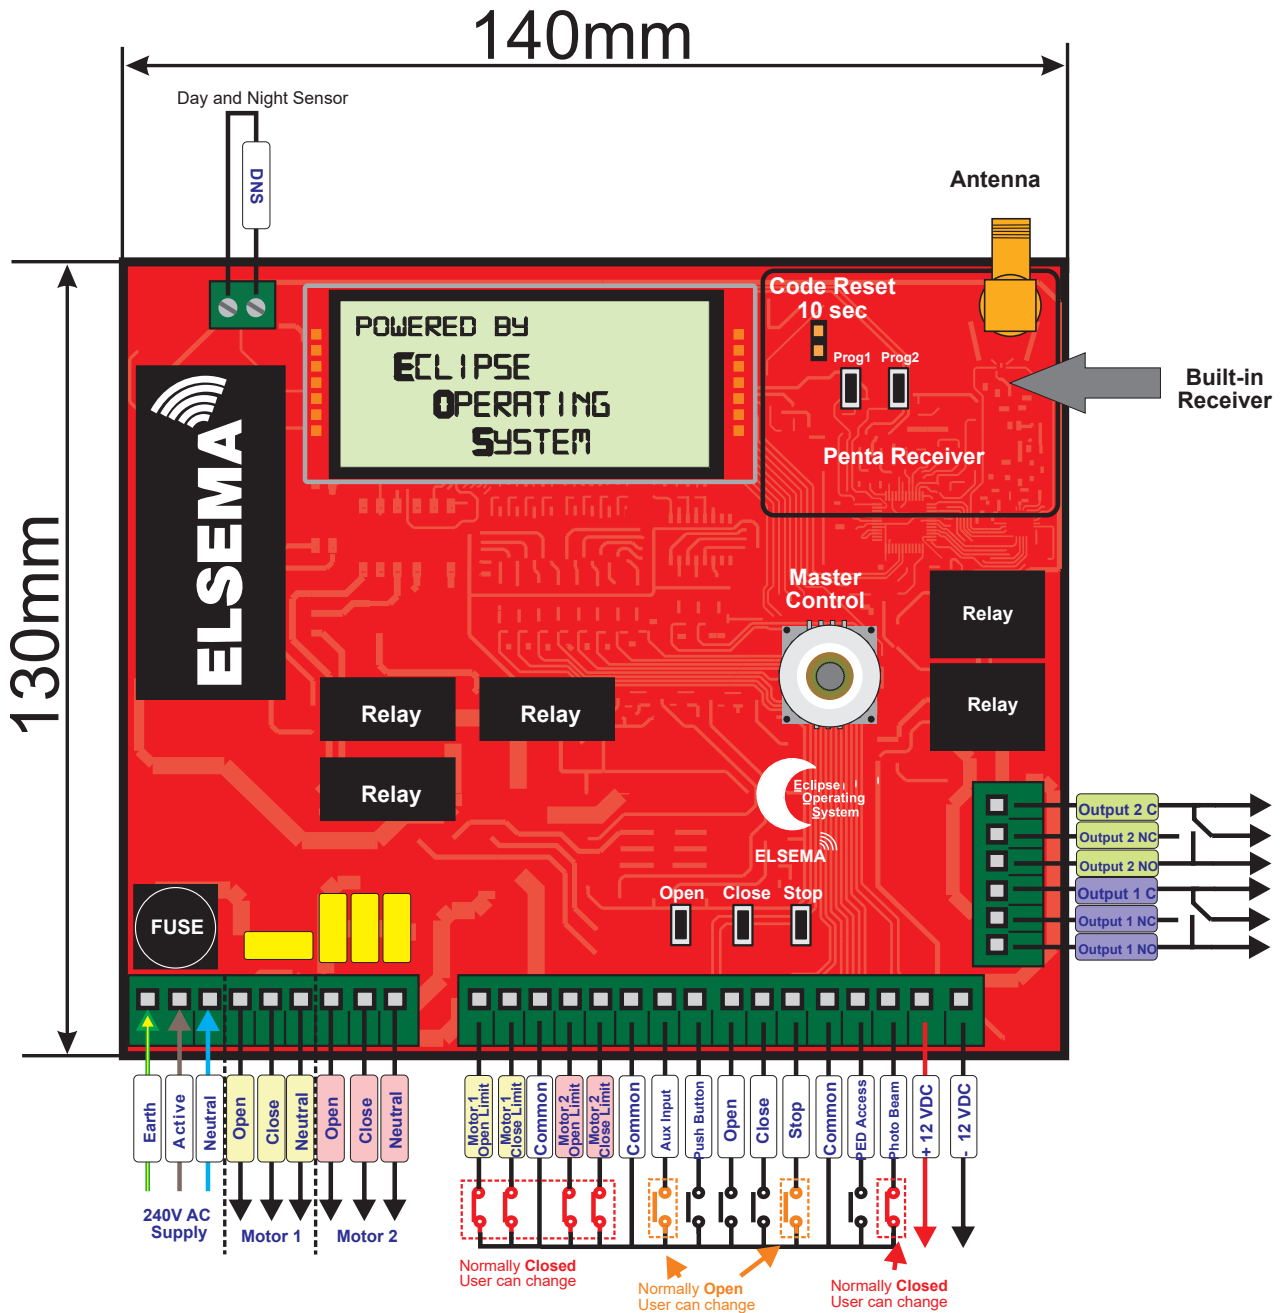 140mm
Day and Night Sensor
DNS
Antenna
130mm
Code Reset
10 sec
Prog1 Prog2
Penta Receiver
Built-in
Receiver
POWERED BY
ECLIPSE
OPERATING
SYSTEM
ELSEMA
Master
Control
Relay
Relay
Relay
Relay
Relay
Eclipse
Operating
System
ELSEMA
Open Close Stop
FUSE
Output 2 C
Output 2 NC
Output 2 NO
Output 1 C
Output 1 NC
Output 1 NO
Earth
Active
Neutral
Open
Close
Neutral
Open
Close
Neutral
240V AC
Supply
Motor 1
Motor 2
Motor 1
Open Limit
Motor 1
Close Limit
Common
Motor 2
Open Limit
Motor 2
Close Limit
Common
Aux Input
Push Button
Open
Close
Stop
Common
PED Access
Photo Beam
+ 12 VDC
- 12 VDC
Normally Closed
User can change
Normally Open
User can change
Normally Closed
User can change